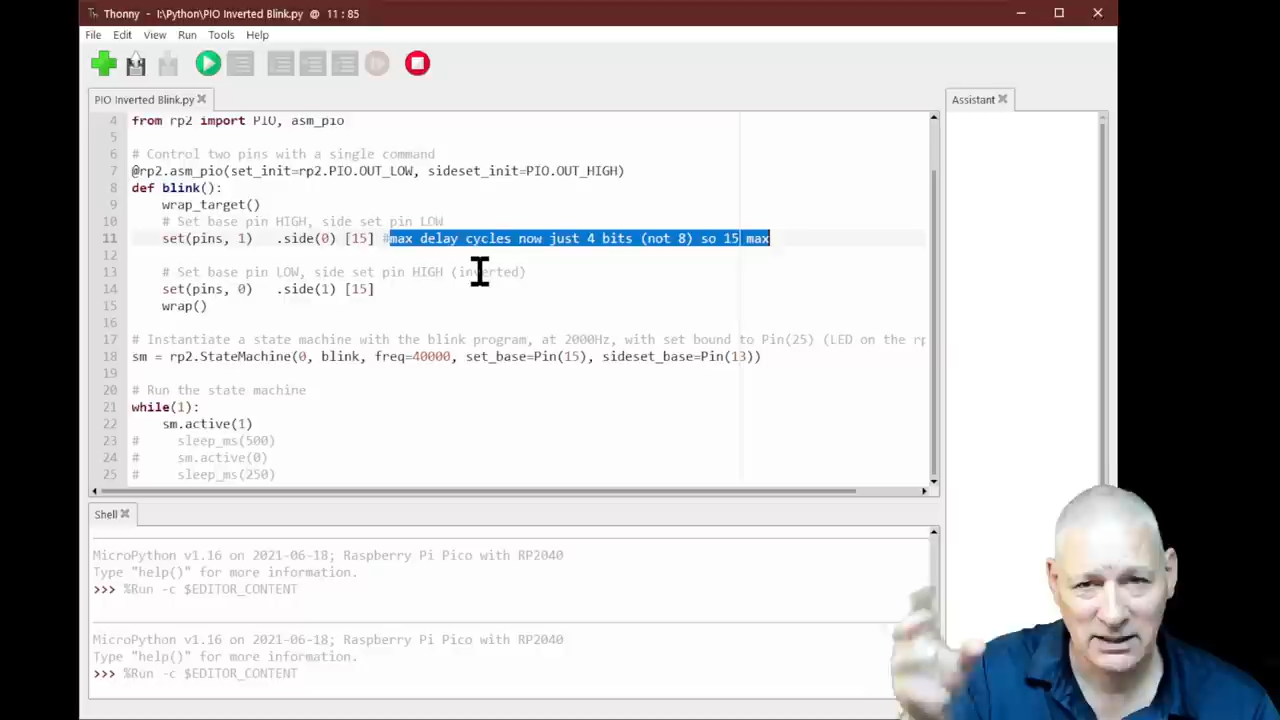 Thonny - I:\Python\PIO Inverted Blink.py @ 11 : 85
File Edit View Run Tools Help
PIO Inverted Blink.py
Assistant
4 from rp2 import PIO, asm_pio
5
6 # Control two pins with a single command
7 @rp2.asm_pio(set_init=rp2.PIO.OUT_LOW, sideset_init=PIO.OUT_HIGH)
8 def blink():
9 wrap_target()
10 # Set base pin HIGH, side set pin LOW
11 set(pins, 1) .side(0) [15] #max delay cycles now just 4 bits (not 8) so 15 max
12
13 # Set base pin LOW, side set pin HIGH (inverted)
14 set(pins, 0) .side(1) [15]
15 wrap()
16
17 # Instantiate a state machine with the blink program, at 2000Hz, with set bound to Pin(25) (LED on the rp
18 sm = rp2.StateMachine(0, blink, freq=40000, set_base=Pin(15), sideset_base=Pin(13))
19
20 # Run the state machine
21 while(1):
22 sm.active(1)
23 # sleep_ms(500)
24 # sm.active(0)
25 # sleep_ms(250)
Shell
MicroPython v1.16 on 2021-06-18; Raspberry Pi Pico with RP2040
Type "help()" for more information.
>>> %Run -c $EDITOR_CONTENT
MicroPython v1.16 on 2021-06-18; Raspberry Pi Pico with RP2040
Type "help()" for more information.
>>> %Run -c $EDITOR_CONTENT